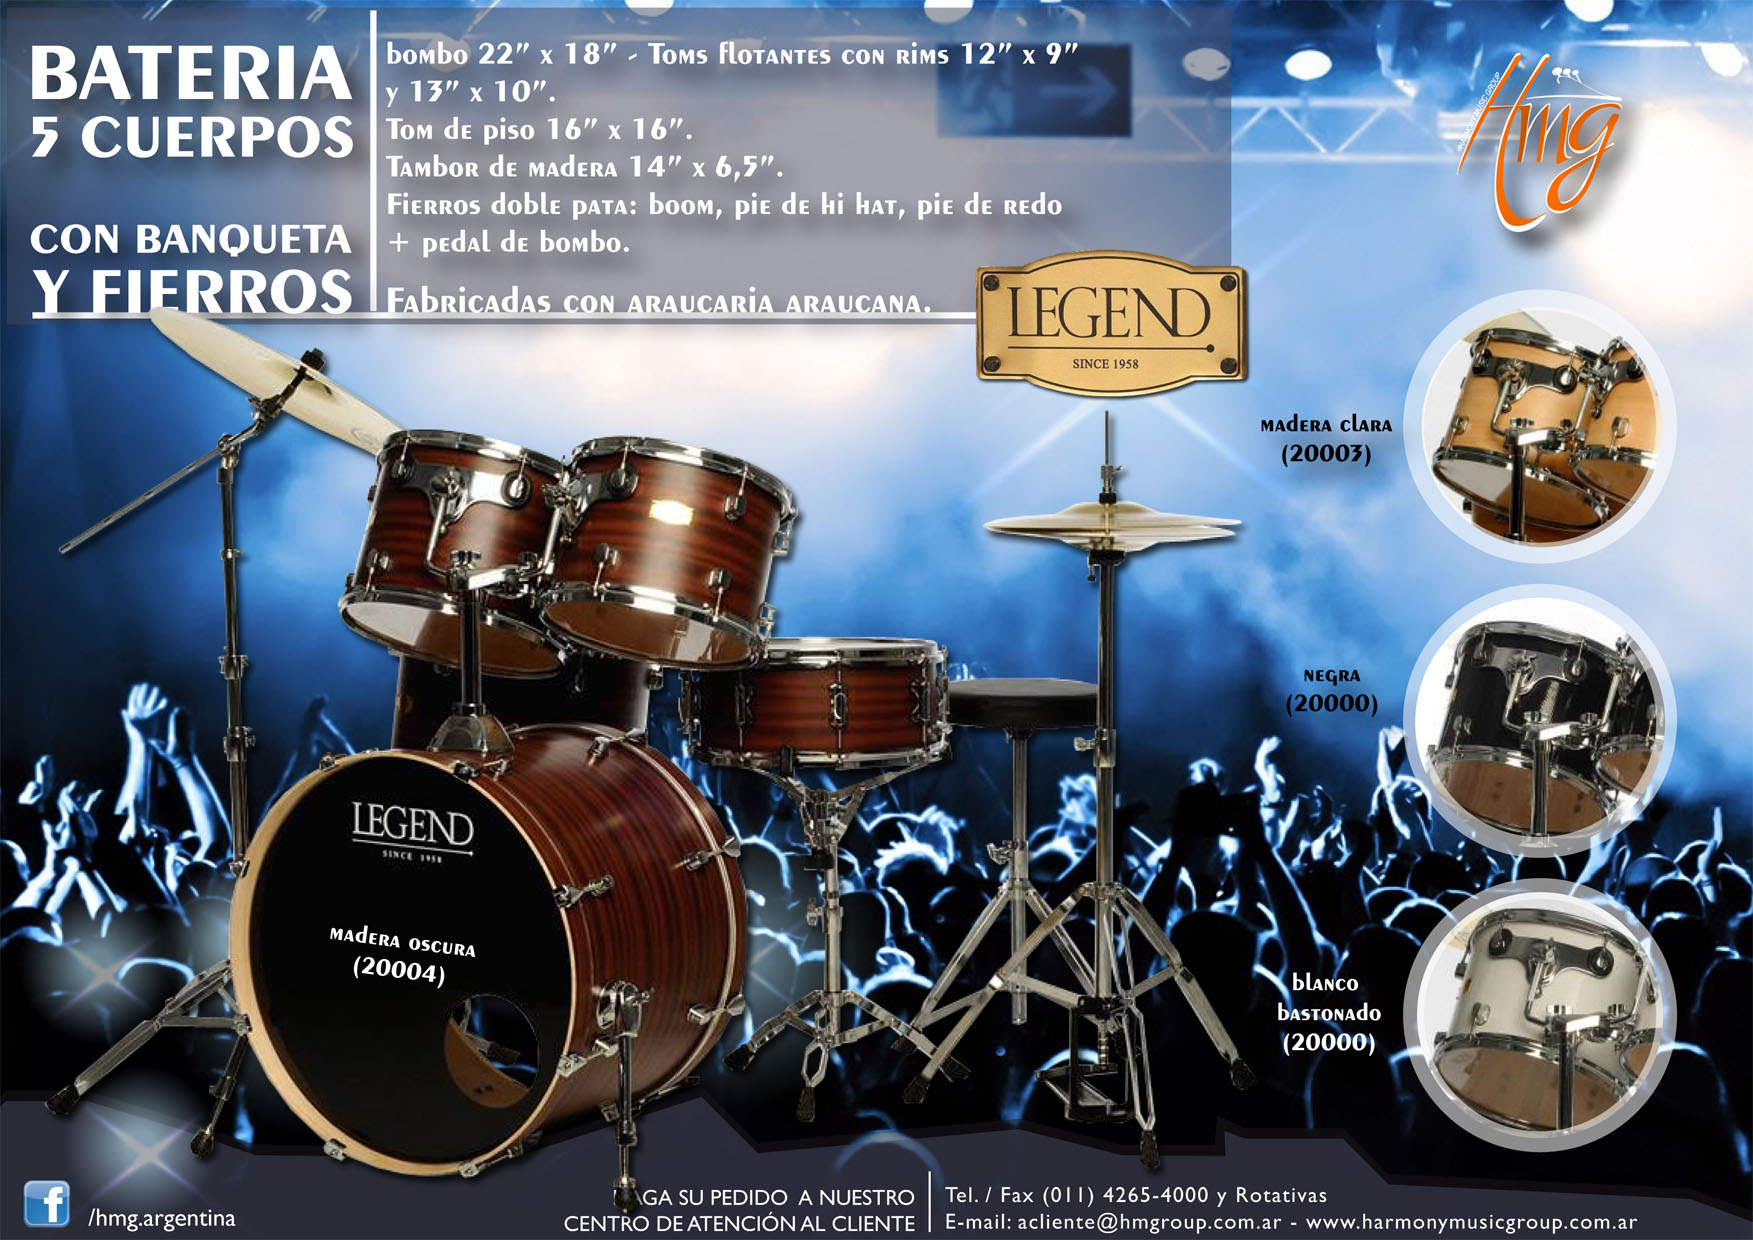 BATERIA
5 CUERPOS
CON BANQUETA
Y FIERROS
bombo 22" x 18" - Toms flotantes con rims 12" x 9"
y 13" x 10".
Tom de piso 16" x 16".
Tambor de madera 14" x 6,5".
Fierros doble pata: boom, pie de hi hat, pie de redo
+ pedal de bombo.
Fabricadas con araucaria araucana.
HARMONY MUSIC GROUP
Hmg
LEGEND
SINCE 1958
madera clara
(20003)
negra
(20000)
blanco
bastonado
(20000)
LEGEND
SINCE 1958
madera oscura
(20004)
f
/hmg.argentina
AGA SU PEDIDO A NUESTRO
CENTRO DE ATENCIÓN AL CLIENTE
Tel. / Fax (011) 4265-4000 y Rotativas
E-mail: acliente@hmgroup.com.ar - www.harmonymusicgroup.com.ar